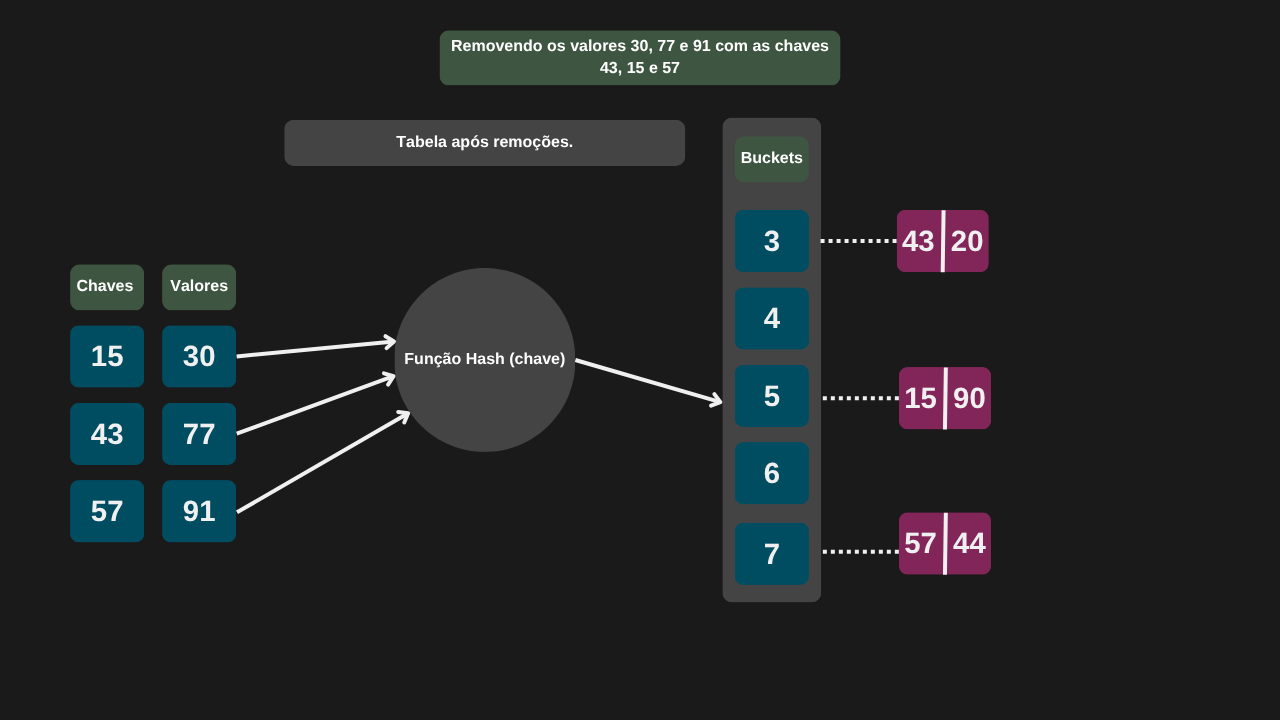 Removendo os valores 30, 77 e 91 com as chaves
43, 15 e 57
Tabela após remoções.
Buckets
3
43 20
4
5
15 90
6
7
57 44
Chaves Valores
15 30
43 77
57 91
Função Hash (chave)